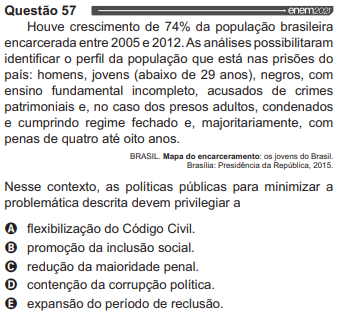 Questão 57 enem2021
Houve crescimento de 74% da população brasileira
encarcerada entre 2005 e 2012. As análises possibilitaram
identificar o perfil da população que está nas prisões do
país: homens, jovens (abaixo de 29 anos), negros, com
ensino fundamental incompleto, acusados de crimes
patrimoniais e, no caso dos presos adultos, condenados
e cumprindo regime fechado e, majoritariamente, com
penas de quatro até oito anos.
BRASIL. Mapa do encarceramento: os jovens do Brasil.
Brasília: Presidência da República, 2015.
Nesse contexto, as políticas públicas para minimizar a
problemática descrita devem privilegiar a
A flexibilização do Código Civil.
B promoção da inclusão social.
C redução da maioridade penal.
D contenção da corrupção política.
E expansão do período de reclusão.